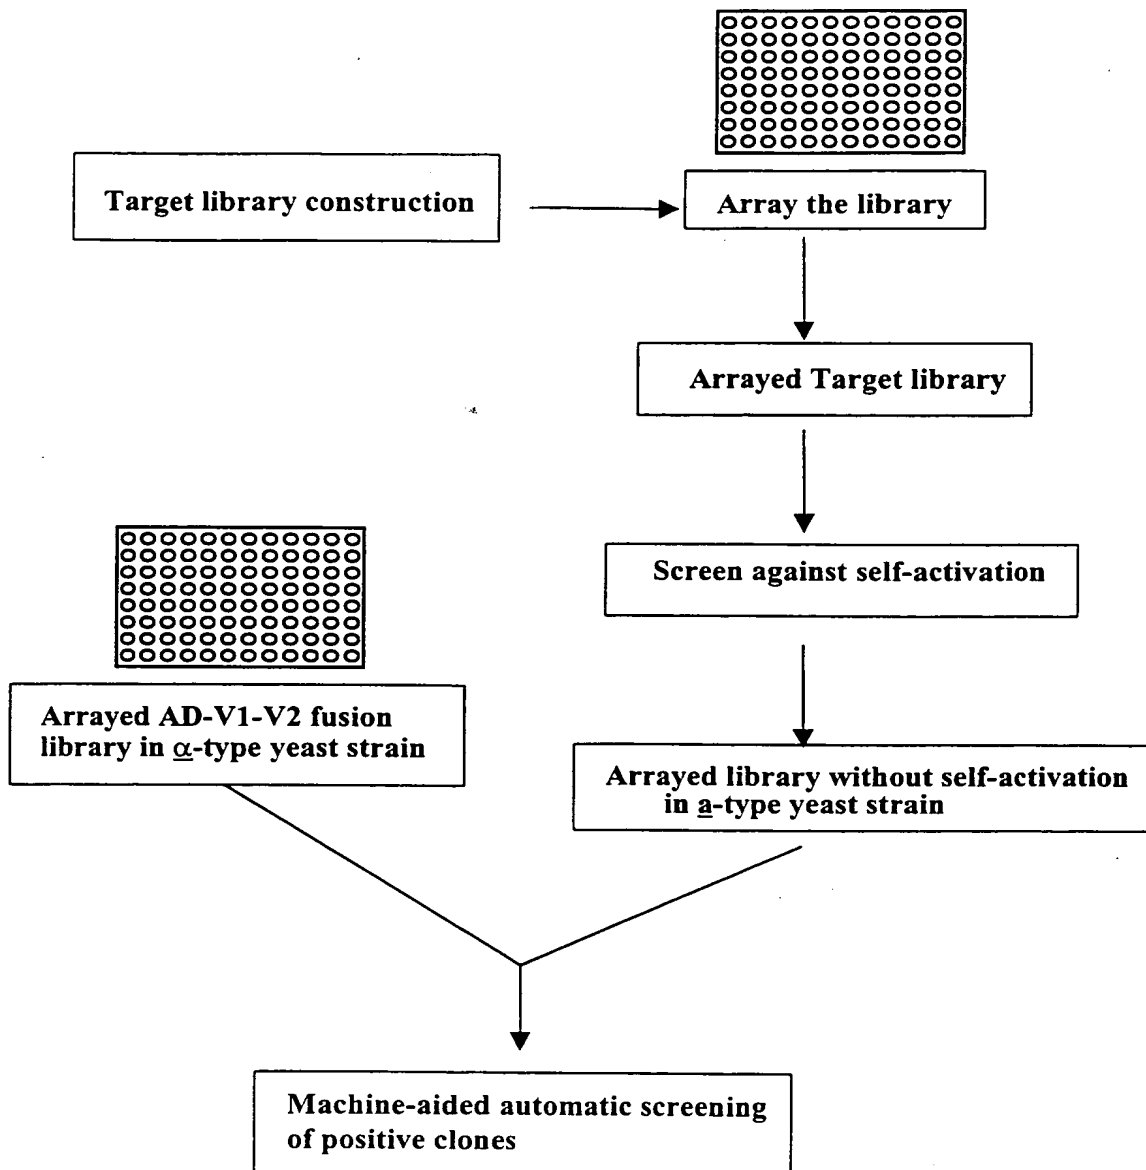 Target library construction
Array the library
Arrayed Target library
Screen against self-activation
Arrayed AD-V1-V2 fusion
library in α-type yeast strain
Arrayed library without self-activation
in a-type yeast strain
Machine-aided automatic screening
of positive clones